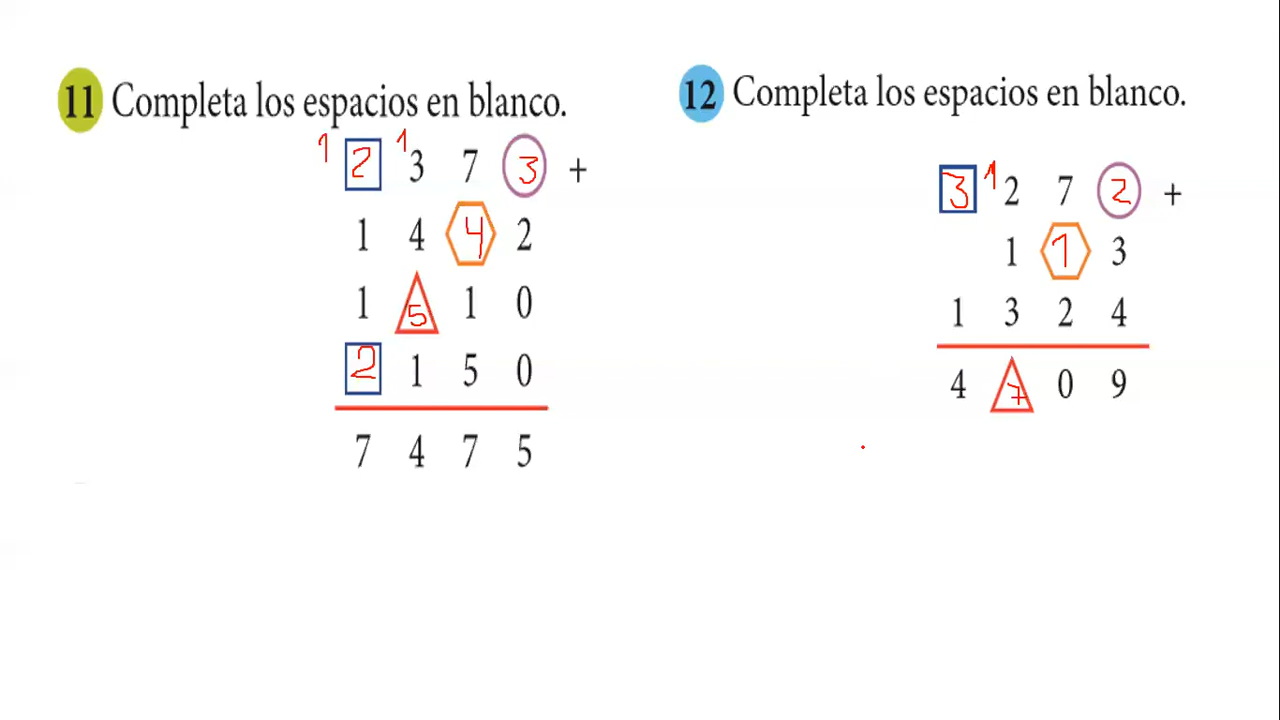 11 Completa los espacios en blanco.
1 2 1 3 7 3 +
1 4 4 2
1 5 1 0
2 1 5 0
7 4 7 5
12 Completa los espacios en blanco.
3 1 2 7 2 +
1 1 3
1 3 2 4
4 7 0 9